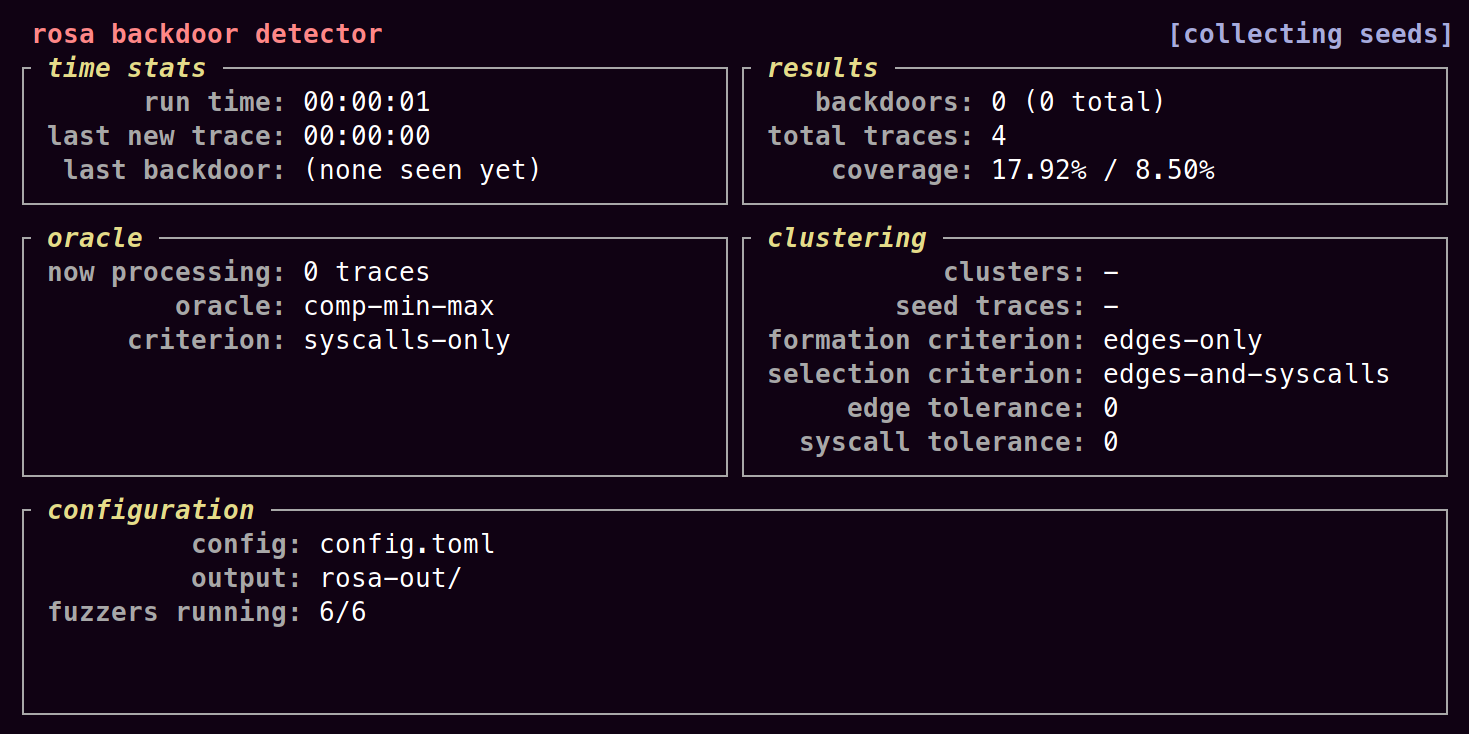 rosa backdoor detector [collecting seeds]
time stats
run time: 00:00:01
last new trace: 00:00:00
last backdoor: (none seen yet)
results
backdoors: 0 (0 total)
total traces: 4
coverage: 17.92% / 8.50%
oracle
now processing: 0 traces
oracle: comp-min-max
criterion: syscalls-only
clustering
clusters: -
seed traces: -
formation criterion: edges-only
selection criterion: edges-and-syscalls
edge tolerance: 0
syscall tolerance: 0
configuration
config: config.toml
output: rosa-out/
fuzzers running: 6/6